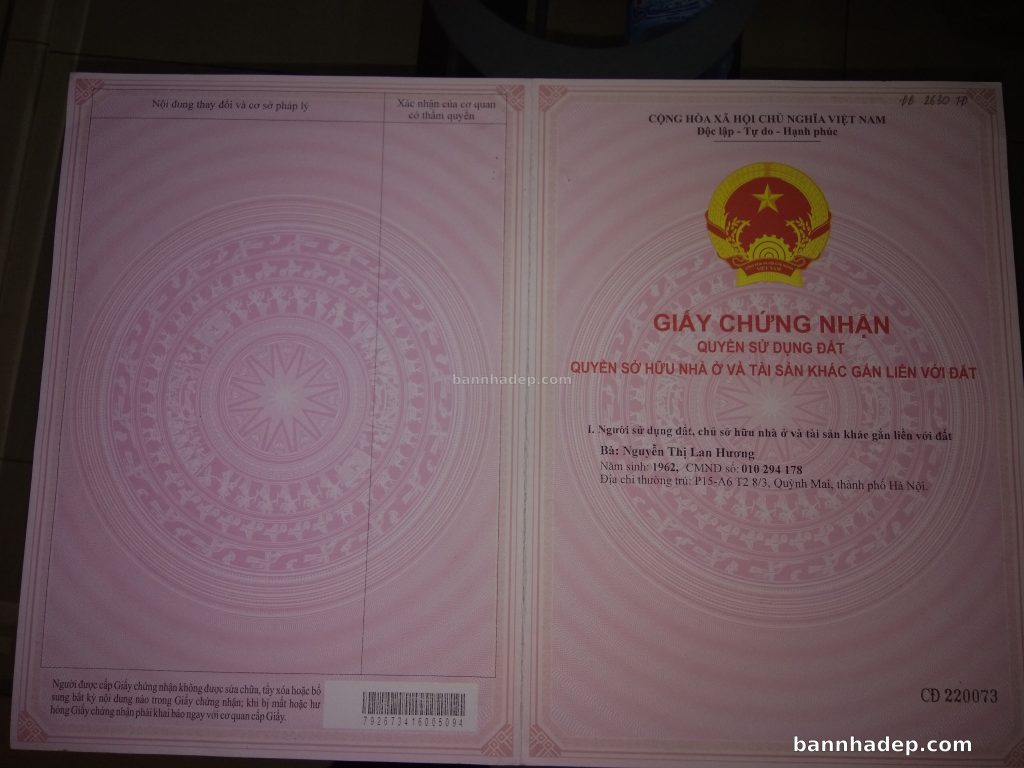 Nội dung thay đổi và cơ sở pháp lý
Xác nhận của cơ quan
có thẩm quyền
Người được cấp Giấy chứng nhận không được sửa chữa, tẩy xóa hoặc bổ
sung bất kỳ nội dung nào trong Giấy chứng nhận; khi bị mất hoặc hư
hỏng Giấy chứng nhận phải khai báo ngay với cơ quan cấp Giấy.
792673416005094
CỘNG HÒA XÃ HỘI CHỦ NGHĨA VIỆT NAM
Độc lập - Tự do - Hạnh phúc
VIỆT NAM
GIẤY CHỨNG NHẬN
QUYỀN SỬ DỤNG ĐẤT
QUYỀN SỞ HỮU NHÀ Ở VÀ TÀI SẢN KHÁC GẮN LIỀN VỚI ĐẤT
I. Người sử dụng đất, chủ sở hữu nhà ở và tài sản khác gắn liền với đất
Bà: Nguyễn Thị Lan Hương
Năm sinh: 1962, CMND số: 010 294 178
Địa chỉ thường trú: P15-A6 T2 8/3, Quỳnh Mai, thành phố Hà Nội.
CĐ 220073
bannhadep.com
bannhadep.com